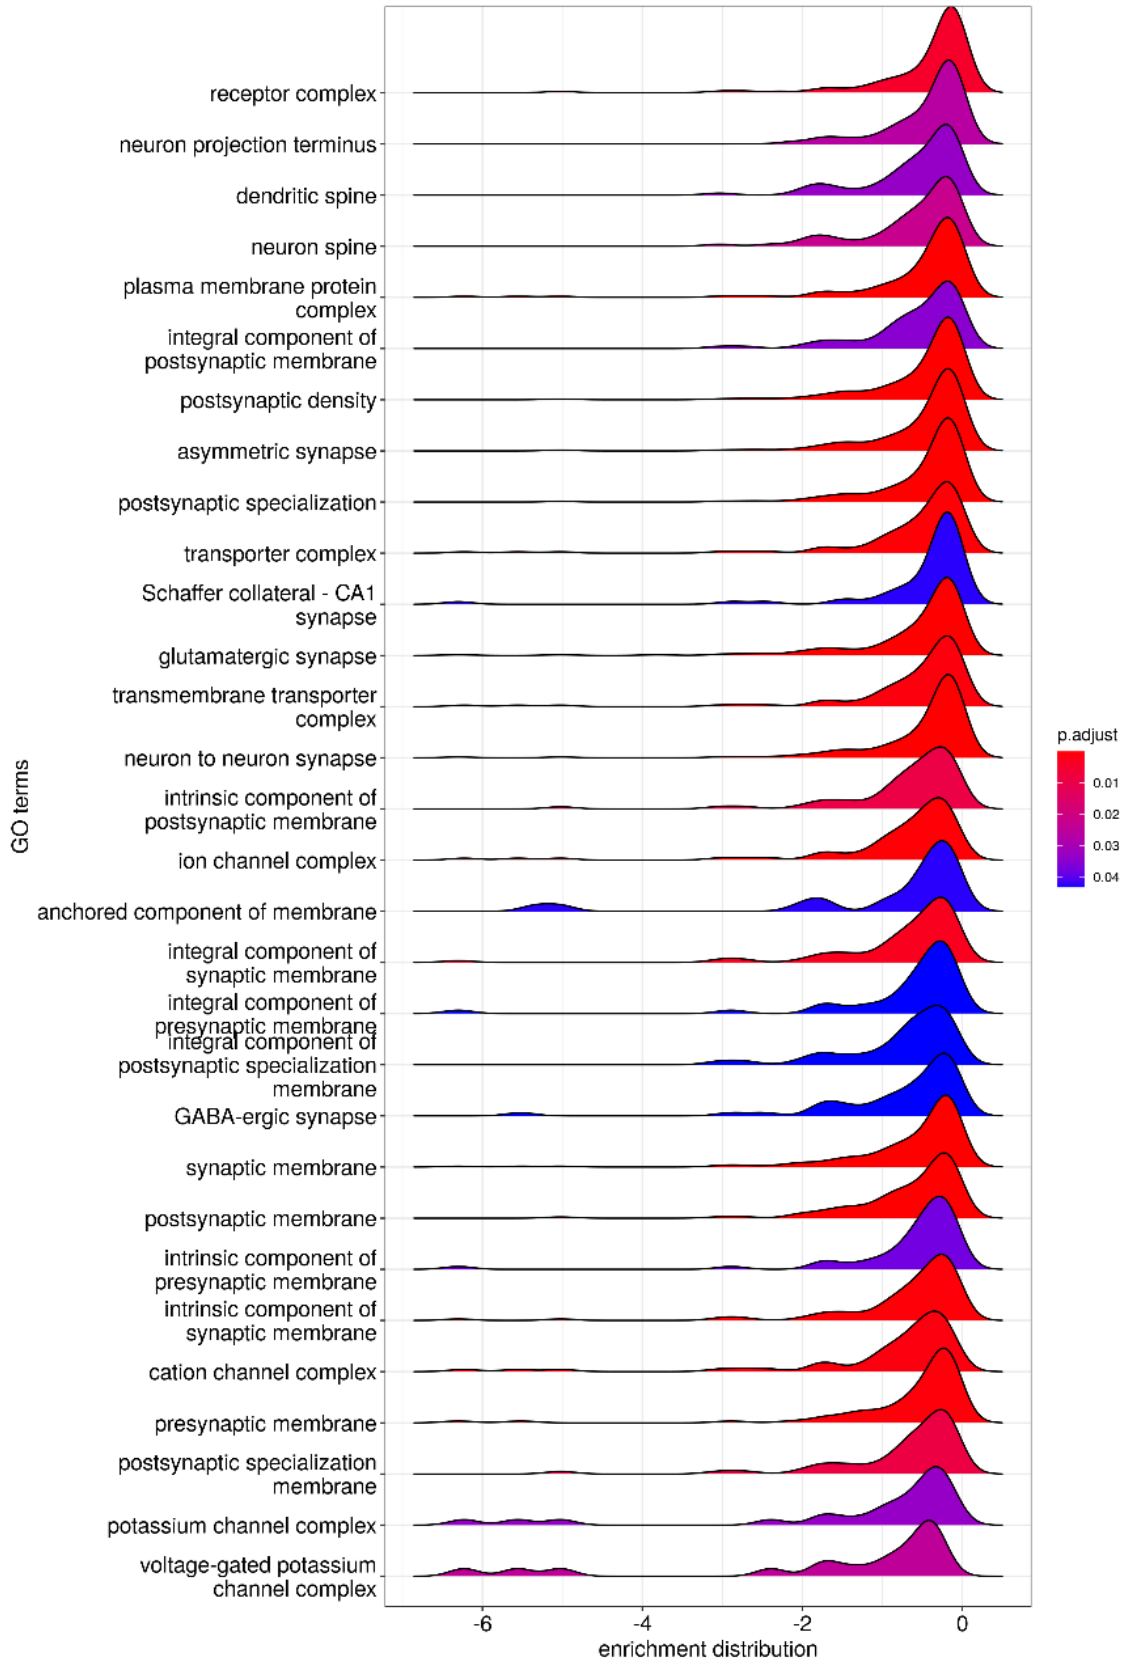 receptor complex
neuron projection terminus
dendritic spine
neuron spine
plasma membrane protein
complex
integral component of
postsynaptic membrane
postsynaptic density
asymmetric synapse
postsynaptic specialization
transporter complex
Schaffer collateral - CA1
synapse
glutamatergic synapse
transmembrane transporter
complex
neuron to neuron synapse
intrinsic component of
postsynaptic membrane
ion channel complex
anchored component of membrane
integral component of
synaptic membrane
integral component of
presynaptic membrane
integral component of
postsynaptic specialization
membrane
GABA-ergic synapse
synaptic membrane
postsynaptic membrane
intrinsic component of
presynaptic membrane
intrinsic component of
synaptic membrane
cation channel complex
presynaptic membrane
postsynaptic specialization
membrane
potassium channel complex
voltage-gated potassium
channel complex
GO terms
-6 -4 -2 0
enrichment distribution
p.adjust
0.01
0.02
0.03
0.04